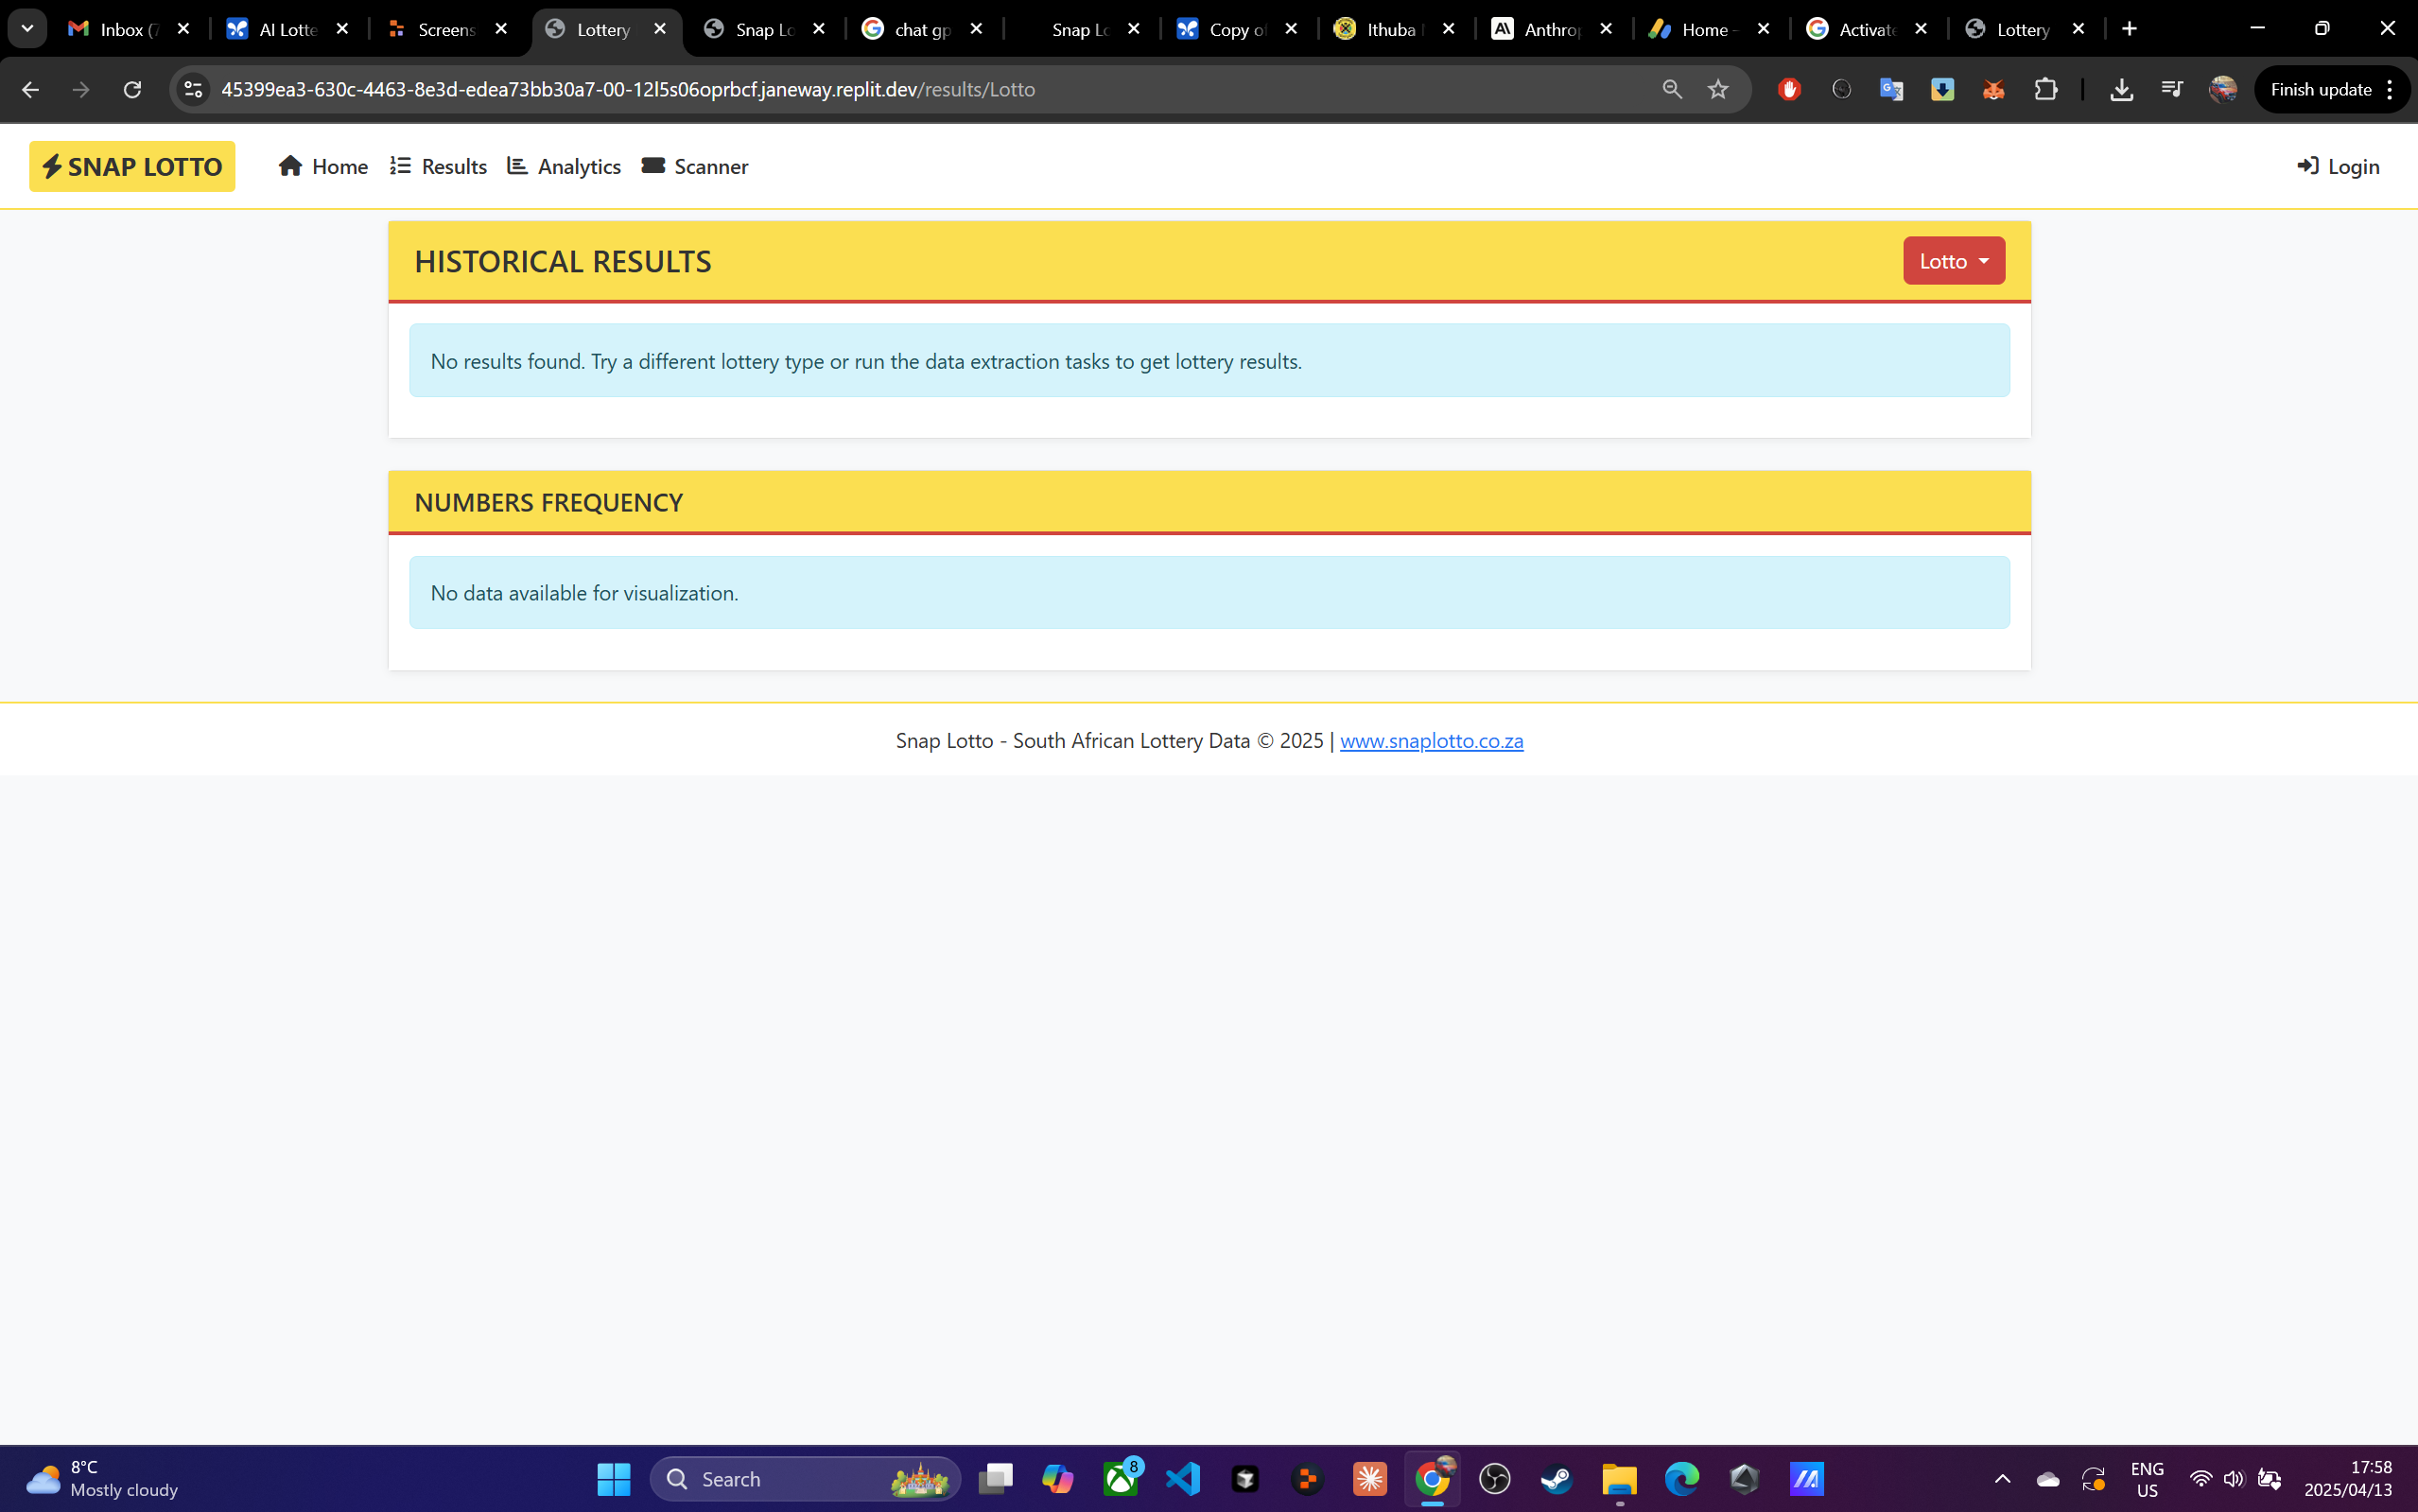 Inbox (7
AI Lotte
Screens
Lottery
Snap Lo
chat gp
Snap Lo
Copy of
Ithuba
Anthrop
Home -
Activate
Lottery
45399ea3-630c-4463-8e3d-edea73bb30a7-00-12l5s06oprbcf.janeway.replit.dev/results/Lotto
Finish update
SNAP LOTTO
Home
Results
Analytics
Scanner
Login
HISTORICAL RESULTS
Lotto
No results found. Try a different lottery type or run the data extraction tasks to get lottery results.
NUMBERS FREQUENCY
No data available for visualization.
Snap Lotto - South African Lottery Data © 2025 | www.snaplotto.co.za
8°C
Mostly cloudy
Search
8
ENG
US
17:58
2025/04/13